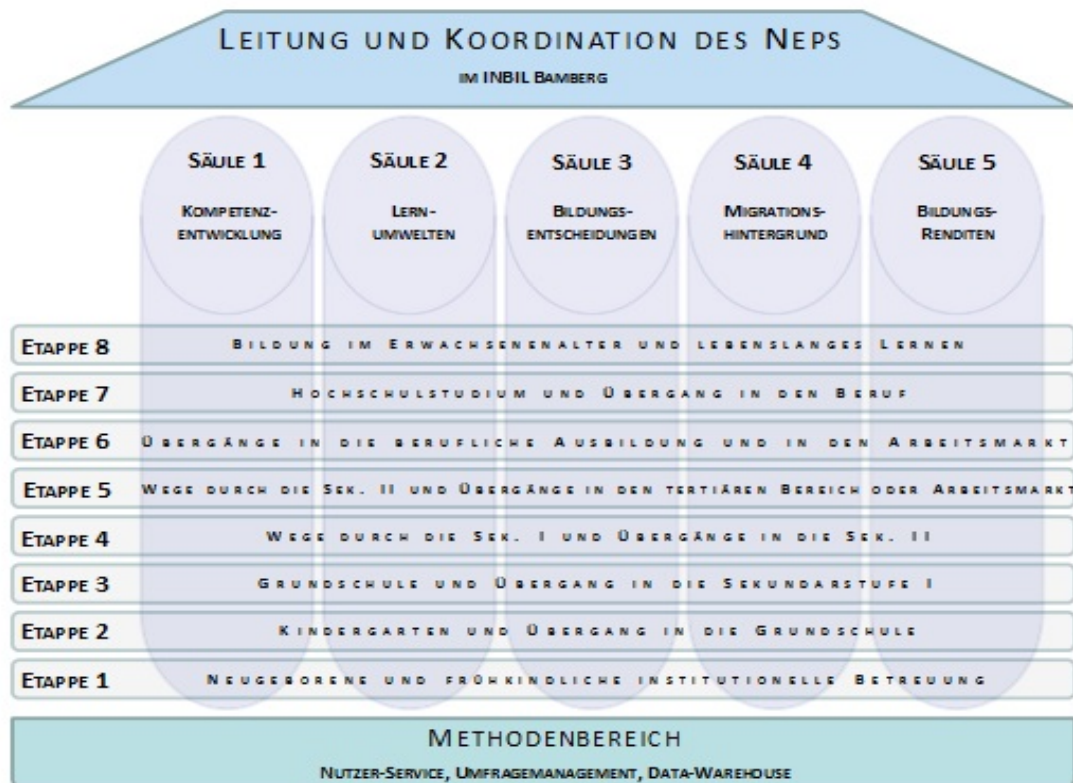 LEITUNG UND KOORDINATION DES NEPS
IM INBIL BAMBERG
SÄULE 1
KOMPETENZ-
ENTWICKLUNG
SÄULE 2
LERN-
UMWELTEN
SÄULE 3
BILDUNGS-
ENTSCHEIDUNGEN
SÄULE 4
MIGRATIONS-
HINTERGRUND
SÄULE 5
BILDUNGS-
RENDITEN
ETAPPE 8 BILDUNG IM ERWACHSENENALTER UND LEBENSLANGES LERNEN
ETAPPE 7 HOCHSCHULSTUDIUM UND ÜBERGANG IN DEN BERUF
ETAPPE 6 ÜBERGÄNGE IN DIE BERUFLICHE AUSBILDUNG UND IN DEN ARBEITSMARKT
ETAPPE 5 WEGE DURCH DIE SEK. II UND ÜBERGÄNGE IN DEN TERTIÄREN BEREICH ODER ARBEITSMARKT
ETAPPE 4 WEGE DURCH DIE SEK. I UND ÜBERGÄNGE IN DIE SEK. II
ETAPPE 3 GRUNDSCHULE UND ÜBERGANG IN DIE SEKUNDARSTUFE I
ETAPPE 2 KINDERGARTEN UND ÜBERGANG IN DIE GRUNDSCHULE
ETAPPE 1 NEUGEBORENE UND FRÜHKINDLICHE INSTITUTIONELLE BETREUUNG
METHODENBEREICH
NUTZER-SERVICE, UMFRAGEMANAGEMENT, DATA-WAREHOUSE